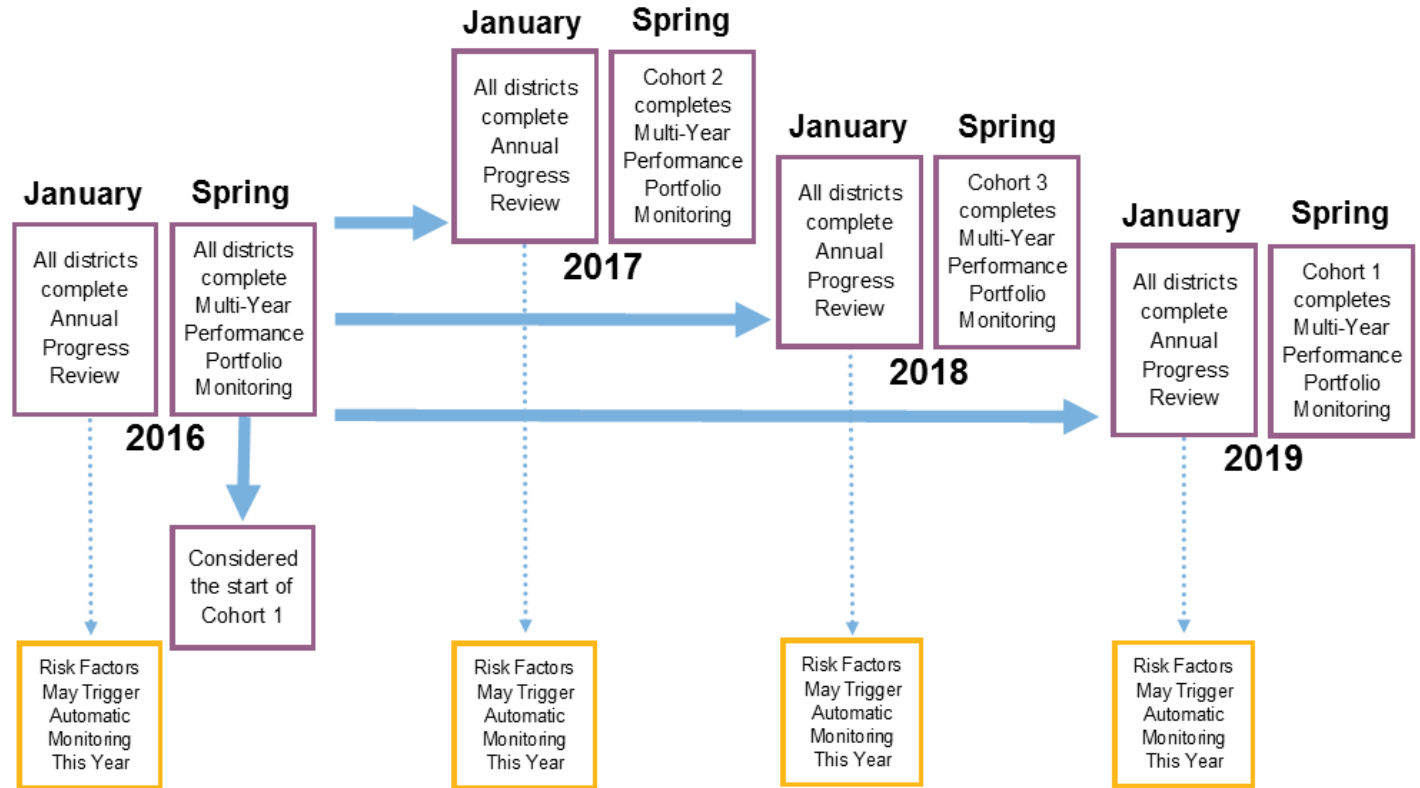 January
Spring
All districts
complete
Annual
Progress
Review
All districts
complete
Multi-Year
Performance
Portfolio
Monitoring
2016
Considered
the start of
Cohort 1
Risk Factors
May Trigger
Automatic
Monitoring
This Year
January
Spring
All districts
complete
Annual
Progress
Review
Cohort 2
completes
Multi-Year
Performance
Portfolio
Monitoring
2017
Risk Factors
May Trigger
Automatic
Monitoring
This Year
January
Spring
All districts
complete
Annual
Progress
Review
Cohort 3
completes
Multi-Year
Performance
Portfolio
Monitoring
2018
Risk Factors
May Trigger
Automatic
Monitoring
This Year
January
Spring
All districts
complete
Annual
Progress
Review
Cohort 1
completes
Multi-Year
Performance
Portfolio
Monitoring
2019
Risk Factors
May Trigger
Automatic
Monitoring
This Year